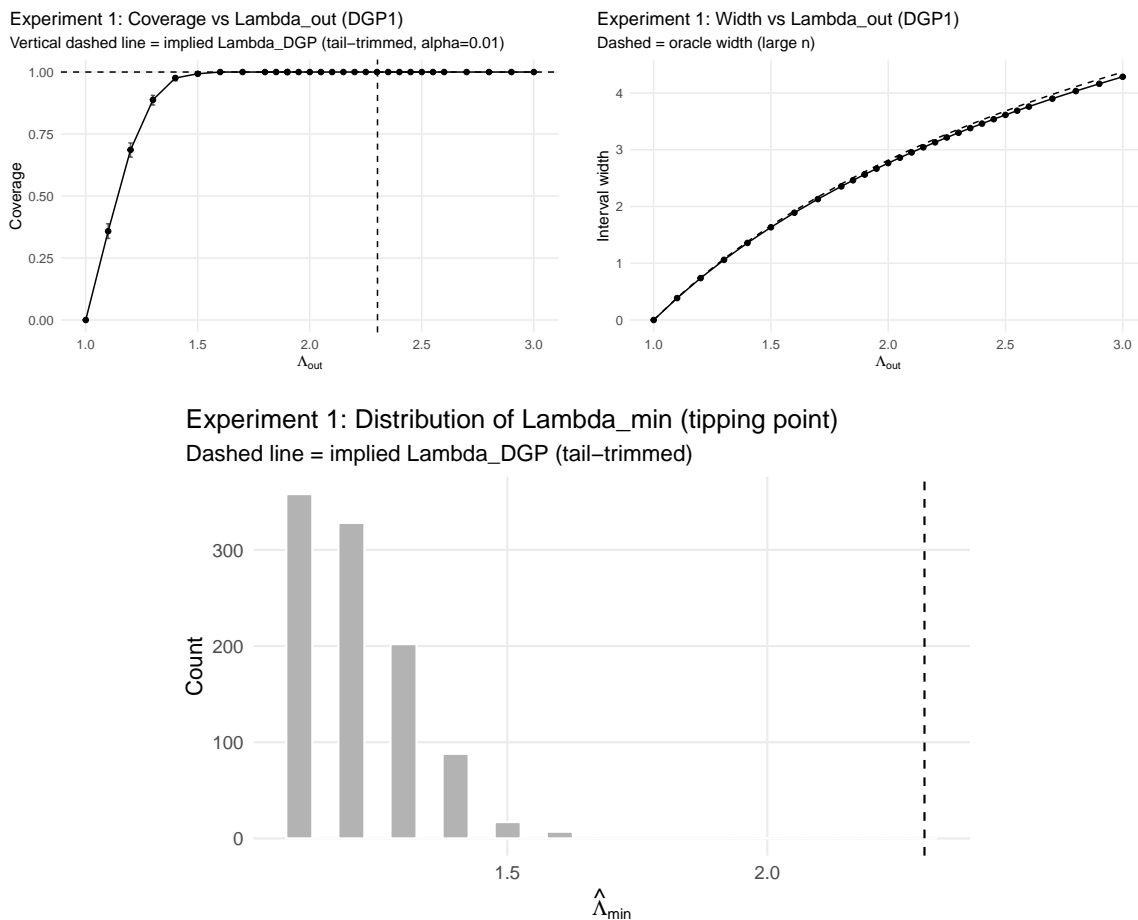 Experiment 1: Coverage vs Lambda_out (DGP1)
Vertical dashed line = implied Lambda_DGP (tail−trimmed, alpha=0.01)
1.00
0.75
0.50
0.25
0.00
Coverage
1.0 1.5 2.0 2.5 3.0
Λout
Experiment 1: Width vs Lambda_out (DGP1)
Dashed = oracle width (large n)
4
3
2
1
0
Interval width
1.0 1.5 2.0 2.5 3.0
Λout
Experiment 1: Distribution of Lambda_min (tipping point)
Dashed line = implied Lambda_DGP (tail−trimmed)
300
200
100
0
Count
1.5 2.0
Λ̂min